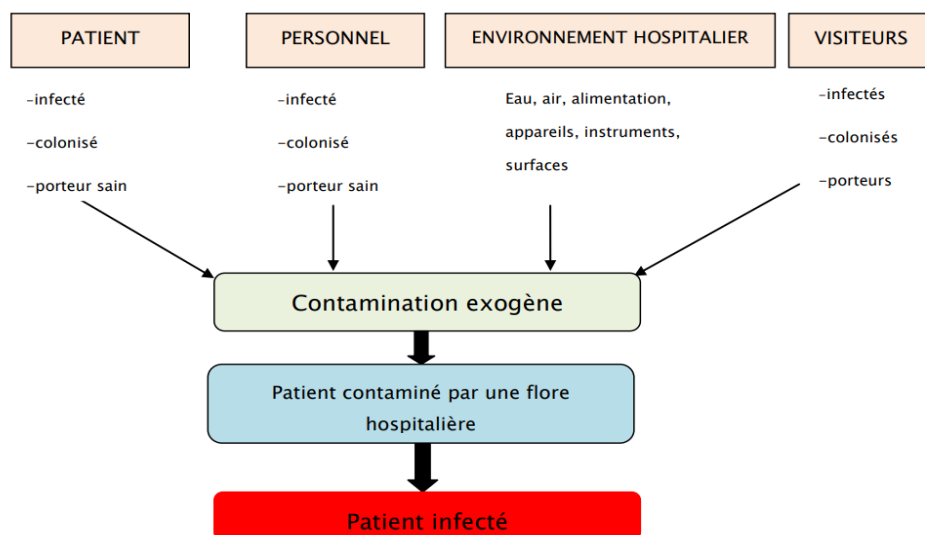 PATIENT
PERSONNEL
ENVIRONNEMENT HOSPITALIER
VISITEURS
-infecté
-colonisé
-porteur sain
-infecté
-colonisé
-porteur sain
Eau, air, alimentation,
appareils, instruments,
surfaces
-infectés
-colonisés
-porteurs
Contamination exogène
Patient contaminé par une flore
hospitalière
Patient infecté